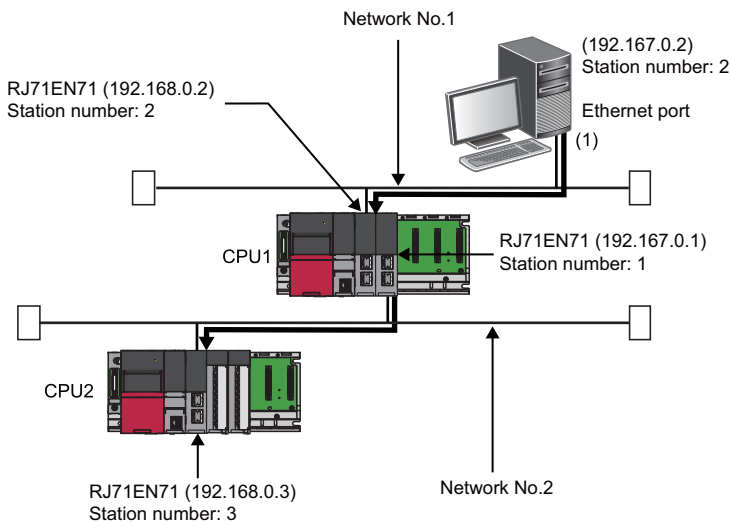 Network No.1
(192.167.0.2)
Station number: 2
RJ71EN71 (192.168.0.2)
Station number: 2
Ethernet port
(1)
CPU1
RJ71EN71 (192.167.0.1)
Station number: 1
CPU2
RJ71EN71 (192.168.0.3)
Station number: 3
Network No.2